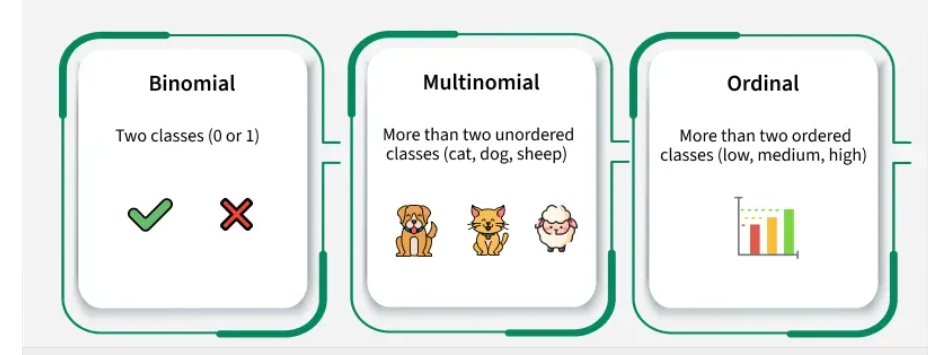 Binomial
Two classes (0 or 1)
Multinomial
More than two unordered
classes (cat, dog, sheep)
Ordinal
More than two ordered
classes (low, medium, high)